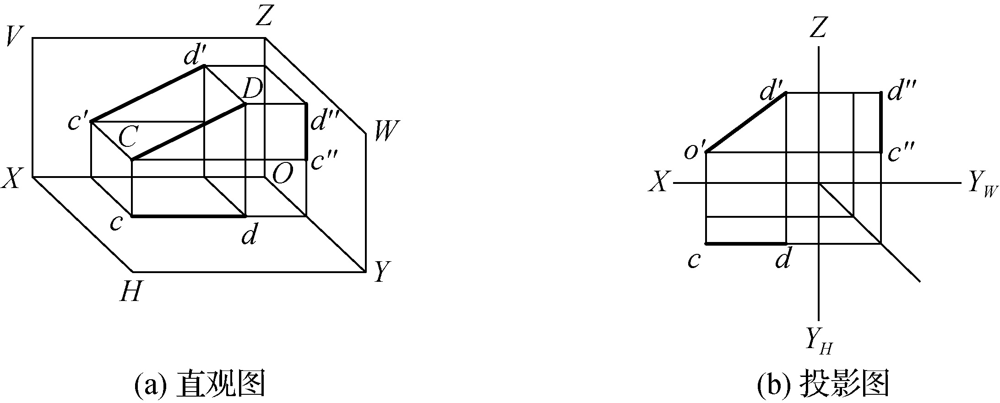 Z
V
d′
D
c′
C
d″
W
c″
X
O
c
d
Y
H
(a) 直观图
Z
d′
d″
o′
c″
X
Y_W
c
d
Y_H
(b) 投影图